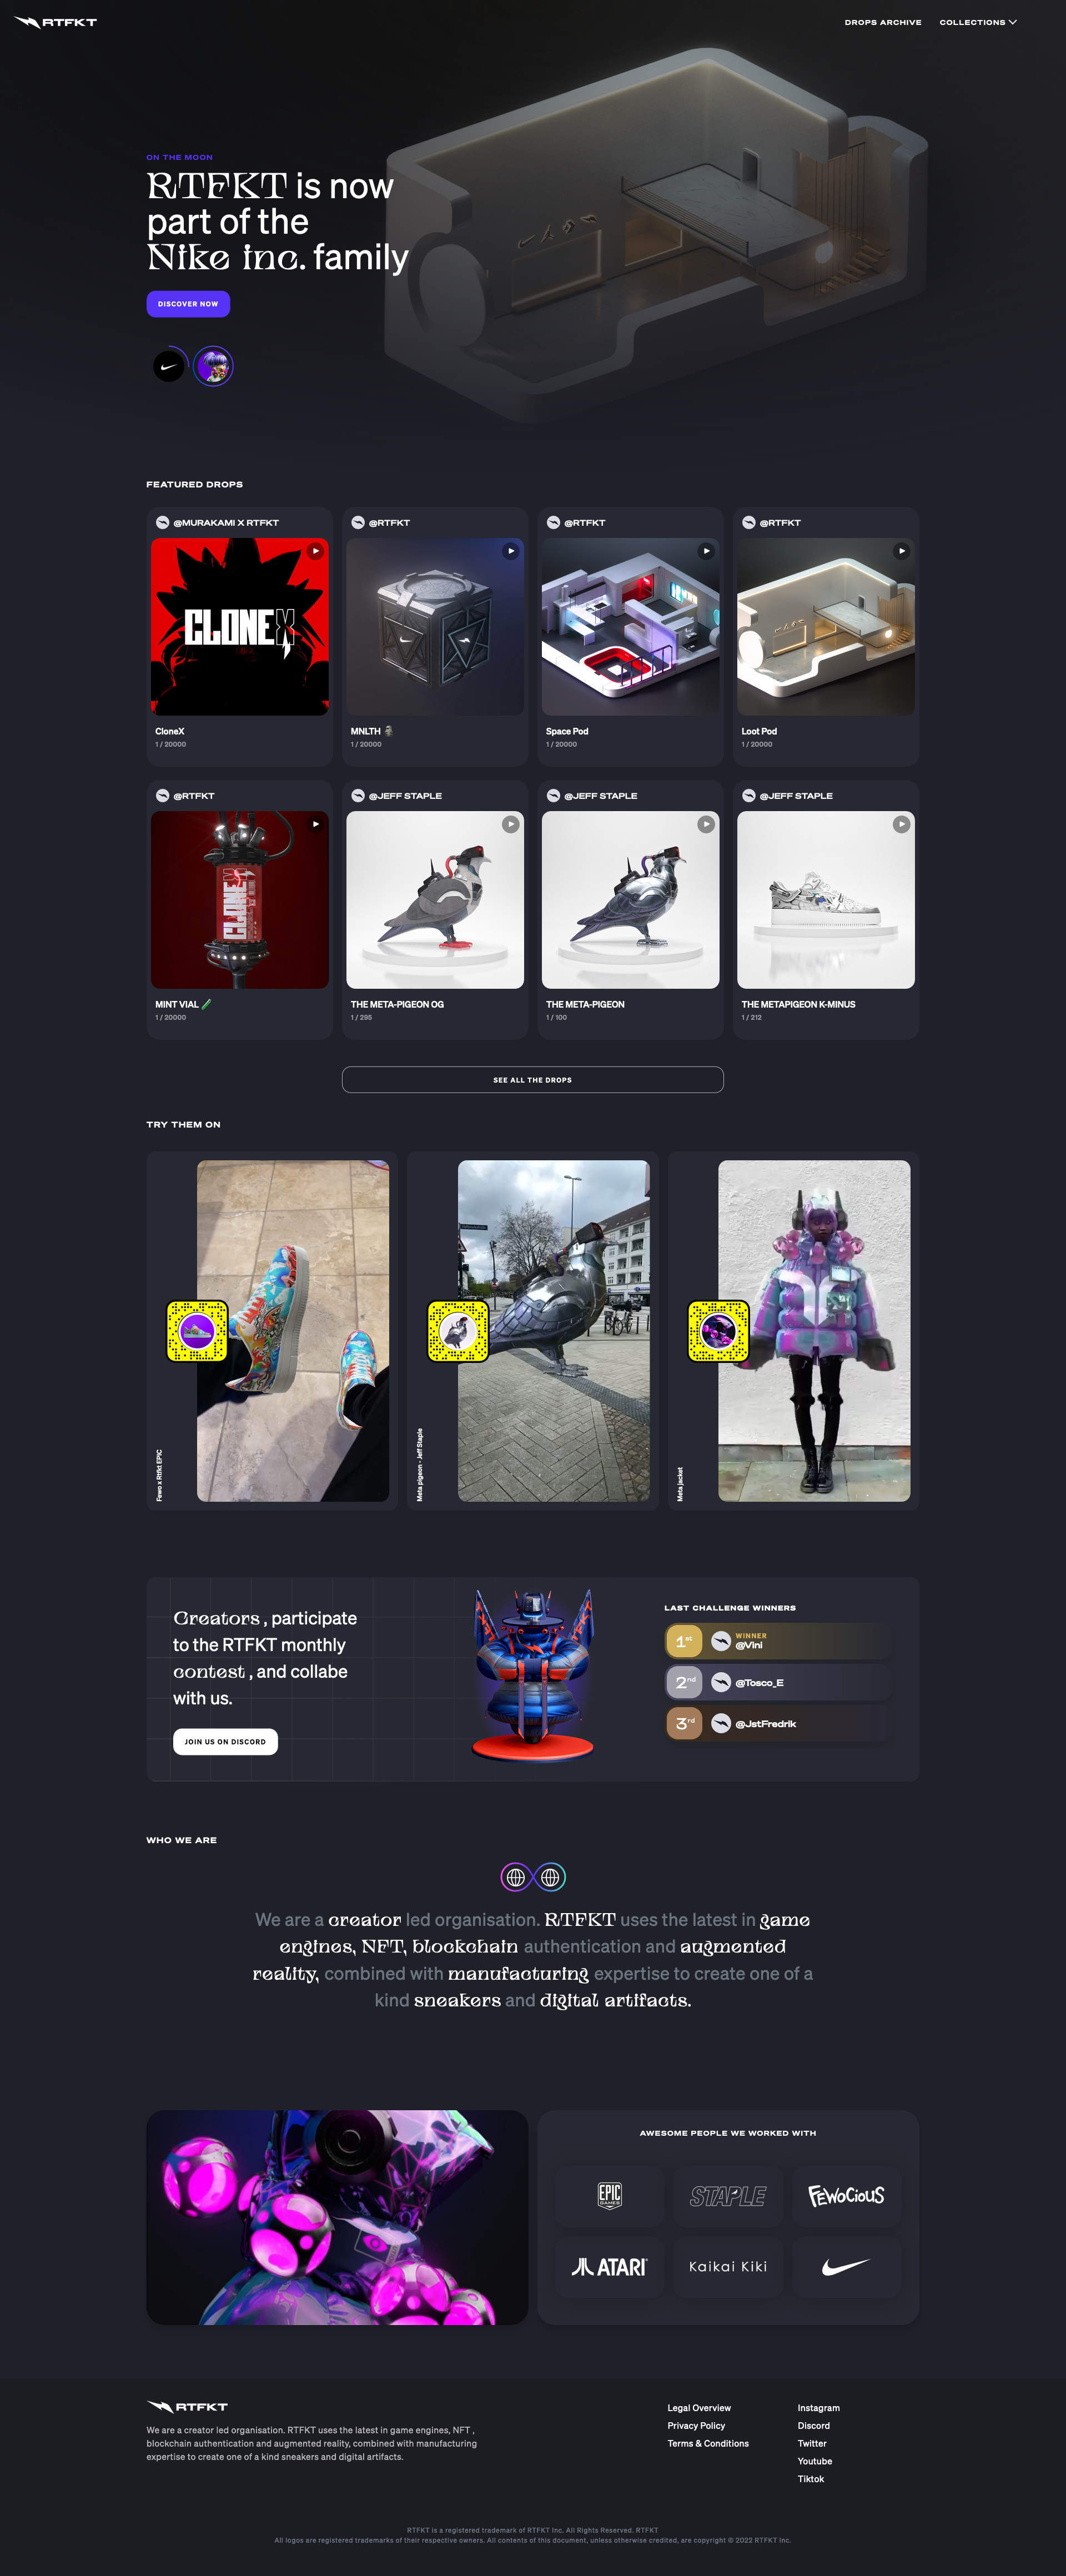 RTFKT
DROPS ARCHIVE
COLLECTIONS
ON THE MOON
RTFKT is now
part of the
Nike inc. family
DISCOVER NOW
FEATURED DROPS
@MURAKAMI X RTFKT
CLONEX
CloneX
1 / 20000
@RTFKT
MNLTH
1 / 20000
@RTFKT
Space Pod
1 / 20000
@RTFKT
Loot Pod
1 / 20000
@RTFKT
CLONEX
MINT VIAL
1 / 20000
@JEFF STAPLE
THE META-PIGEON OG
1 / 295
@JEFF STAPLE
THE META-PIGEON
1 / 100
@JEFF STAPLE
THE METAPIGEON K-MINUS
1 / 212
SEE ALL THE DROPS
TRY THEM ON
Fewo x Rtfkt EPIC
Meta pigeon - Jeff Staple
Meta jacket
Creators , participate
to the RTFKT monthly
contest , and collabe
with us.
JOIN US ON DISCORD
LAST CHALLENGE WINNERS
1st
WINNER
@Vini
2nd
@Tosco_E
3rd
@JstFredrik
WHO WE ARE
We are a creator led organisation. RTFKT uses the latest in game
engines, NFT, blockchain authentication and augmented
reality, combined with manufacturing expertise to create one of a
kind sneakers and digital artifacts.
AWESOME PEOPLE WE WORKED WITH
EPIC
GAMES
STAPLE
FEWOCiOUS
ATARI
Kaikai Kiki
RTFKT
We are a creator led organisation. RTFKT uses the latest in game engines, NFT ,
blockchain authentication and augmented reality, combined with manufacturing
expertise to create one of a kind sneakers and digital artifacts.
Legal Overview
Privacy Policy
Terms & Conditions
Instagram
Discord
Twitter
Youtube
Tiktok
RTFKT is a registered trademark of RTFKT Inc. All Rights Reserved. RTFKT
All logos are registered trademarks of their respective owners. All contents of this document, unless otherwise credited, are copyright © 2022 RTFKT Inc.